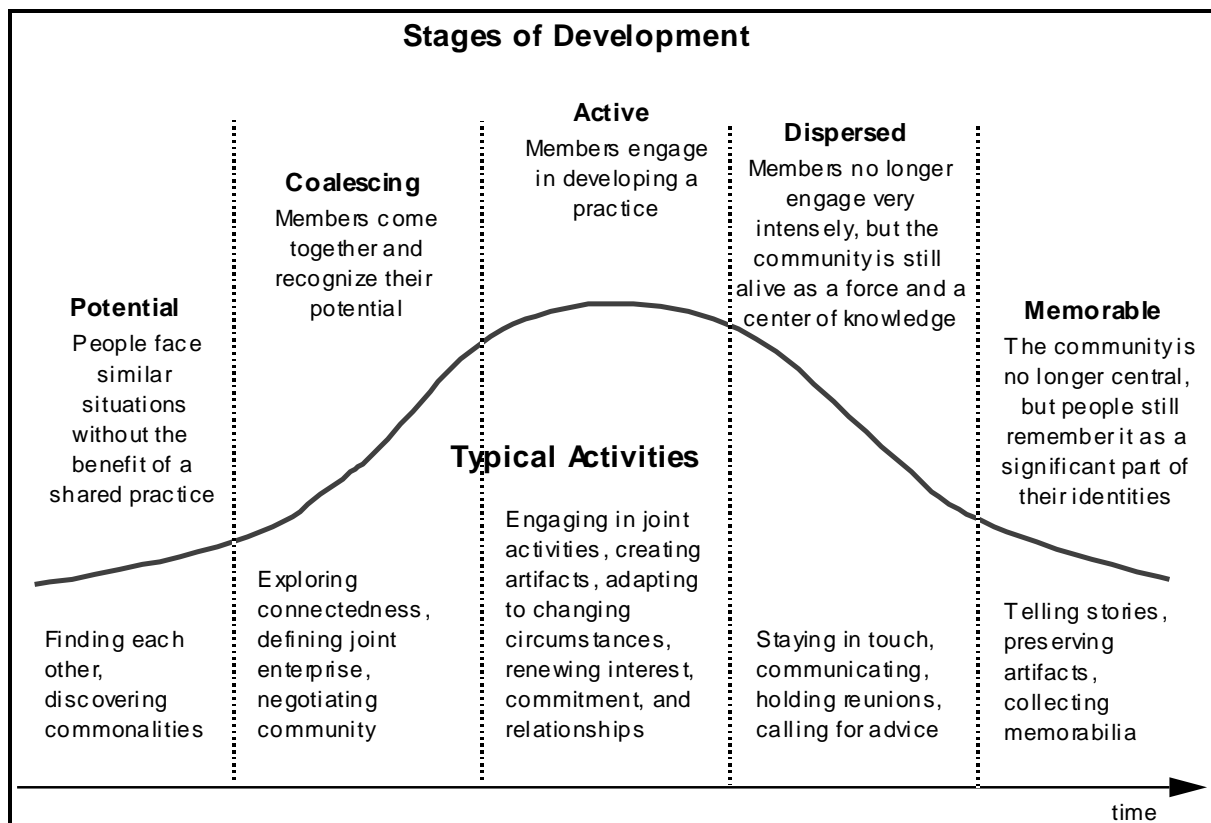 Stages of Development
Potential
People face
similar
situations
without the
benefit of a
shared practice
Coalescing
Members come
together and
recognize their
potential
Active
Members engage
in developing a
practice
Dispersed
Members no longer
engage very
intensely, but the
community is still
alive as a force and a
center of knowledge
Memorable
The community is
no longer central,
but people still
remember it as a
significant part of
their identities
Typical Activities
Finding each
other,
discovering
commonalities
Exploring
connectedness,
defining joint
enterprise,
negotiating
community
Engaging in joint
activities, creating
artifacts, adapting
to changing
circumstances,
renewing interest,
commitment, and
relationships
Staying in touch,
communicating,
holding reunions,
calling for advice
Telling stories,
preserving
artifacts,
collecting
memorabilia
time